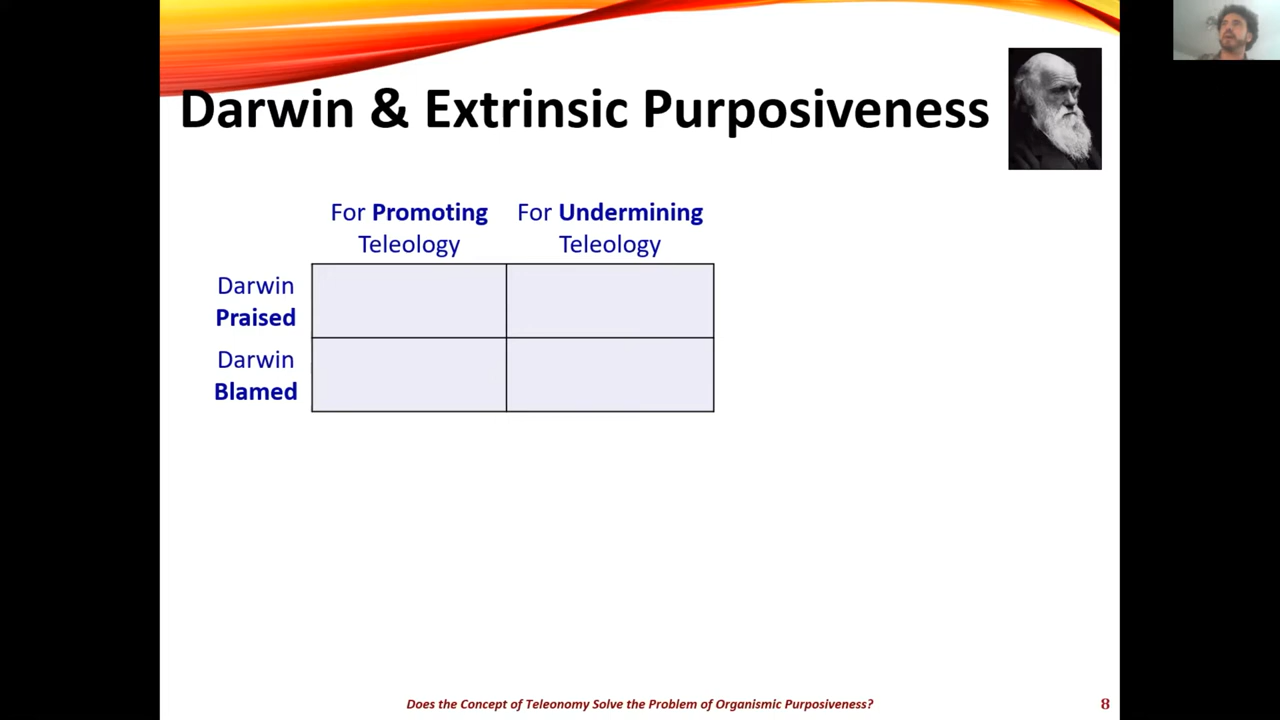 Darwin & Extrinsic Purposiveness
For Promoting For Undermining
Teleology Teleology
Darwin
Praised
Darwin
Blamed
Does the Concept of Teleonomy Solve the Problem of Organismic Purposiveness? 8